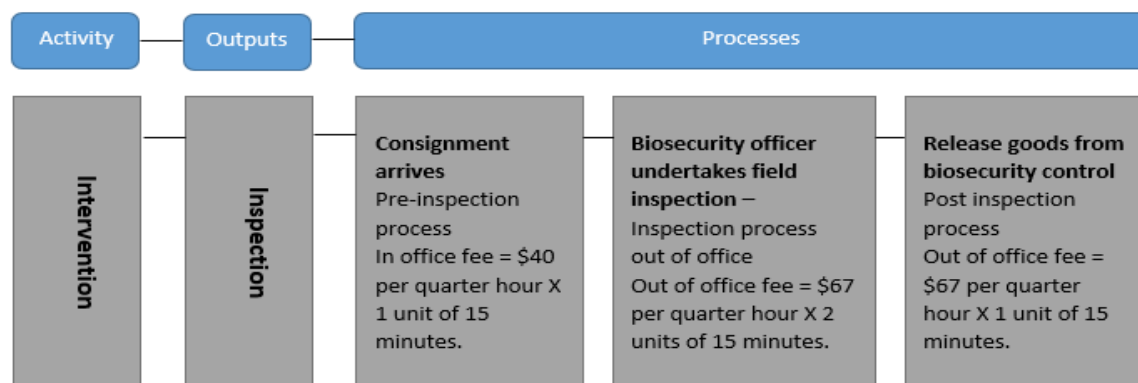 Activity
Outputs
Processes
Intervention
Inspection
Consignment
arrives
Pre-inspection
process
In office fee = $40
per quarter hour X
1 unit of 15
minutes.
Biosecurity officer
undertakes field
inspection –
Inspection process
out of office
Out of office fee = $67
per quarter hour X 2
units of 15 minutes.
Release goods from
biosecurity control
Post inspection
process
Out of office fee =
$67 per quarter
hour X 1 unit of 15
minutes.